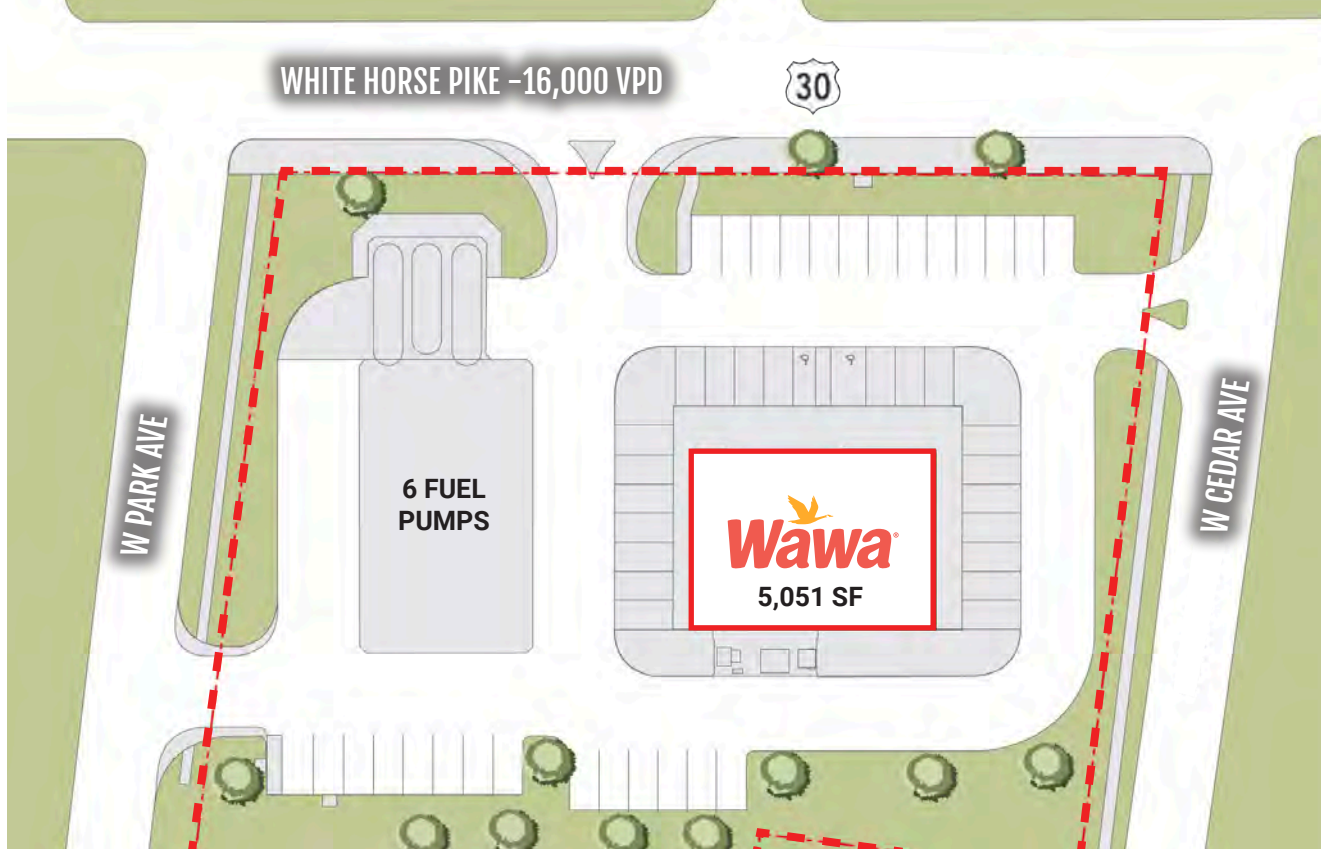 WHITE HORSE PIKE -16,000 VPD
30
W PARK AVE
6 FUEL
PUMPS
Wawa®
5,051 SF
W CEDAR AVE